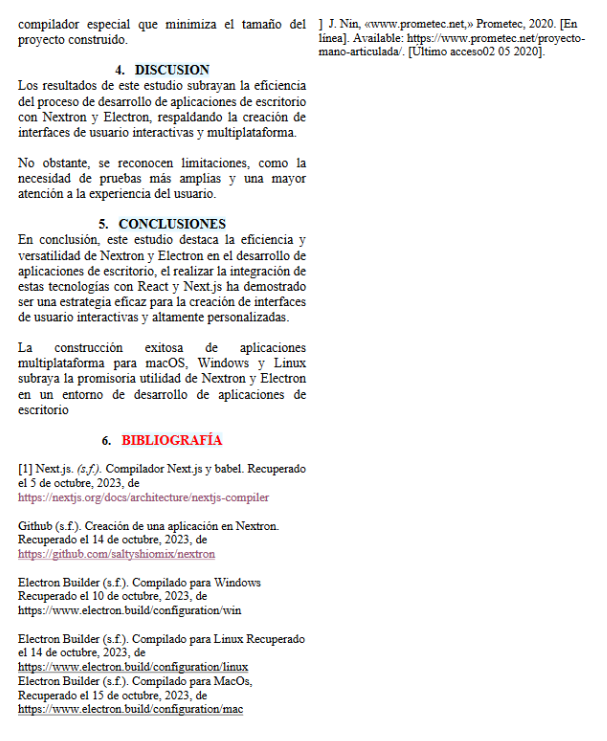 compilador especial que minimiza el tamaño del
proyecto construido.
4. DISCUSION
Los resultados de este estudio subrayan la eficiencia
del proceso de desarrollo de aplicaciones de escritorio
con Nextron y Electron, respaldando la creación de
interfaces de usuario interactivas y multiplataforma.
No obstante, se reconocen limitaciones, como la
necesidad de pruebas más amplias y una mayor
atención a la experiencia del usuario.
5. CONCLUSIONES
En conclusión, este estudio destaca la eficiencia y
versatilidad de Nextron y Electron en el desarrollo de
aplicaciones de escritorio, el realizar la integración de
estas tecnologías con React y Next.js ha demostrado
ser una estrategia eficaz para la creación de interfaces
de usuario interactivas y altamente personalizadas.
La construcción exitosa de aplicaciones
multiplataforma para macOS, Windows y Linux
subraya la promisoria utilidad de Nextron y Electron
en un entorno de desarrollo de aplicaciones de
escritorio
6. BIBLIOGRAFÍA
[1] Next.js. (s.f.). Compilador Next.js y babel. Recuperado
el 5 de octubre, 2023, de
https://nextjs.org/docs/architecture/nextjs-compiler
Github (s.f.). Creación de una aplicación en Nextron.
Recuperado el 14 de octubre, 2023, de
https://github.com/saltyshiomix/nextron
Electron Builder (s.f.). Compilado para Windows
Recuperado el 10 de octubre, 2023, de
https://www.electron.build/configuration/win
Electron Builder (s.f.). Compilado para Linux Recuperado
el 14 de octubre, 2023, de
https://www.electron.build/configuration/linux
Electron Builder (s.f.). Compilado para MacOs,
Recuperado el 15 de octubre, 2023, de
https://www.electron.build/configuration/mac
] J. Nin, «www.prometec.net,» Prometec, 2020. [En
línea]. Available: https://www.prometec.net/proyecto-
mano-articulada/. [Último acceso02 05 2020].